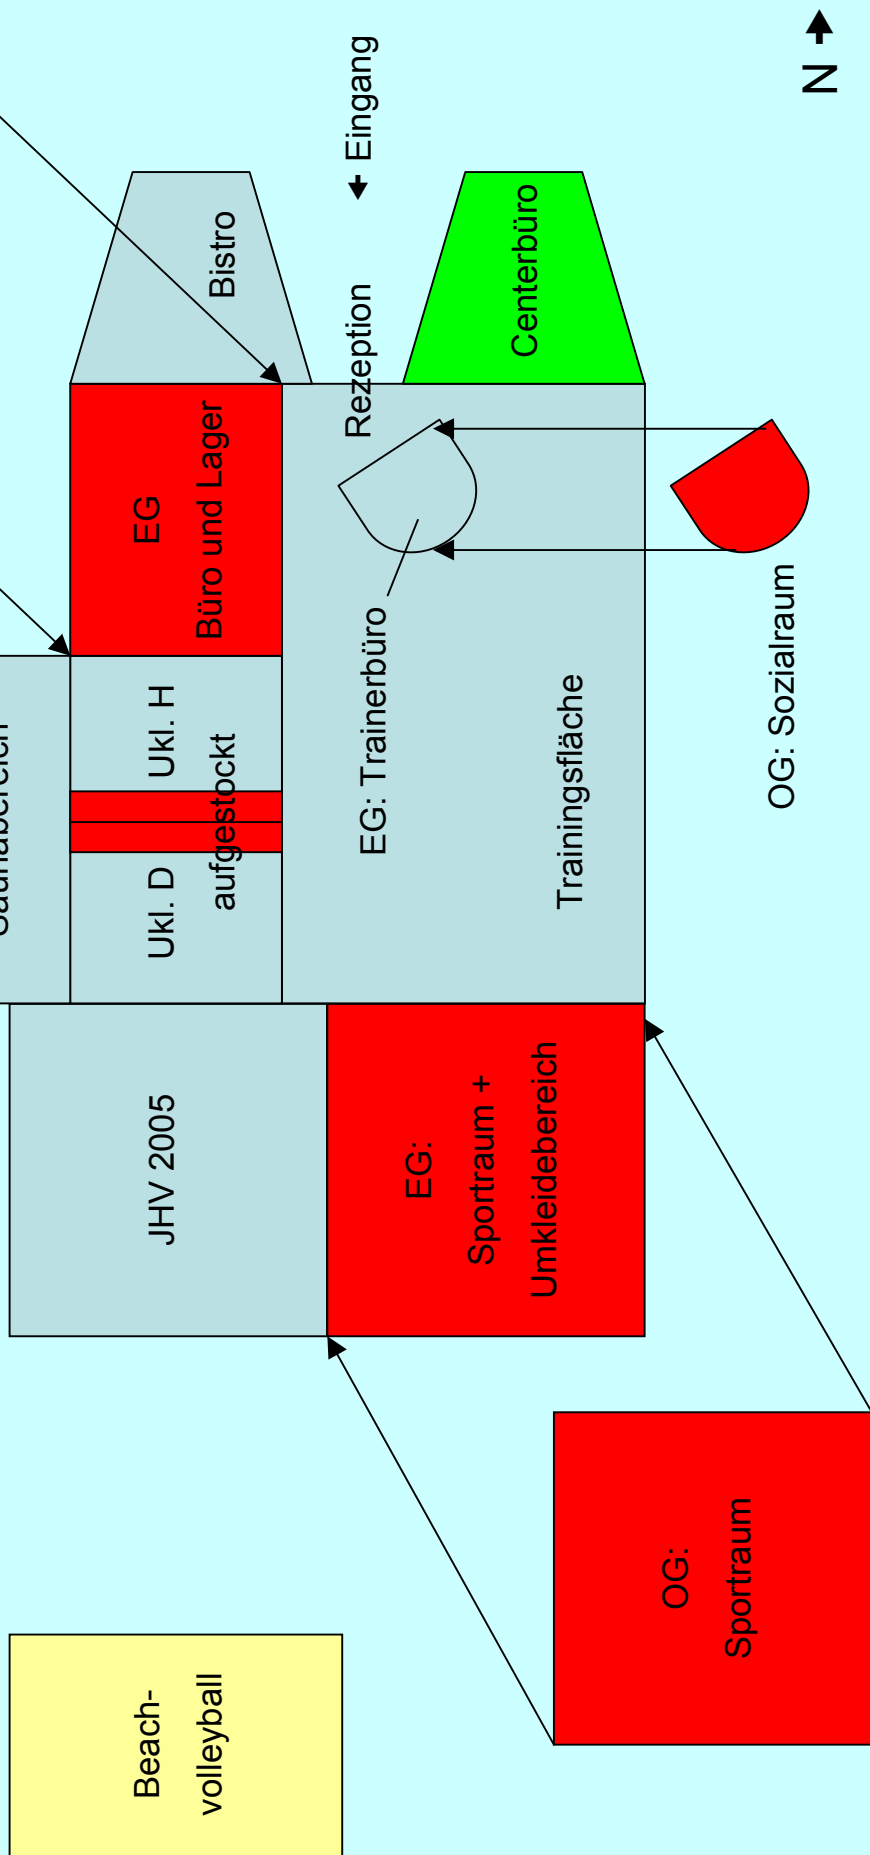 Saunabereich
Beach-
volleyball
JHV 2005
Ukl. D
Ukl. H
aufgestockt
EG
Büro und Lager
Bistro
EG:
Sportraum +
Umkleidebereich
EG: Trainerbüro
Rezeption
Eingang
Trainingsfläche
Centerbüro
OG:
Sportraum
OG: Sozialraum
N